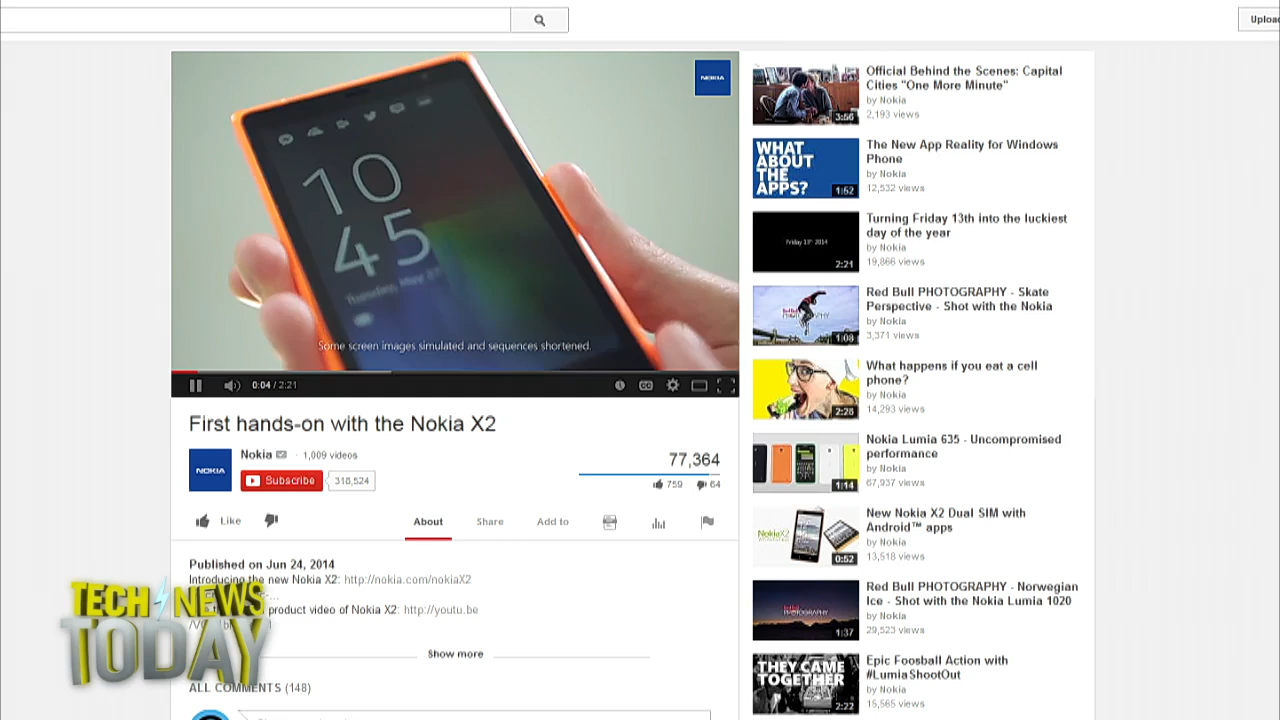 Upload
NOKIA
10
45
Some screen images simulated and sequences shortened.
0:04 / 2:21
CC
First hands-on with the Nokia X2
NOKIA
Nokia · 1,009 videos
Subscribe 318,524
77,364
759 64
Like
About Share Add to
Published on Jun 24, 2014
Introducing the new Nokia X2: http://nokia.com/nokiaX2
product video of Nokia X2: http://youtu.be
Show more
ALL COMMENTS (148)
TECH NEWS
TODAY
3:56
Official Behind the Scenes: Capital
Cities "One More Minute"
by Nokia
2,193 views
WHAT
ABOUT
THE
APPS?
1:52
The New App Reality for Windows
Phone
by Nokia
12,532 views
Friday 13th 2014
2:21
Turning Friday 13th into the luckiest
day of the year
by Nokia
19,866 views
PHOTOGRAPHY
1:08
Red Bull PHOTOGRAPHY - Skate
Perspective - Shot with the Nokia
by Nokia
3,371 views
2:28
What happens if you eat a cell
phone?
by Nokia
14,293 views
1:14
Nokia Lumia 635 - Uncompromised
performance
by Nokia
67,937 views
NokiaX2
0:52
New Nokia X2 Dual SIM with
Android™ apps
by Nokia
13,518 views
Red Bull
PHOTOGRAPHY
1:37
Red Bull PHOTOGRAPHY - Norwegian
Ice - Shot with the Nokia Lumia 1020
by Nokia
29,523 views
THEY CAME
TOGETHER
2:22
Epic Foosball Action with
#LumiaShootOut
by Nokia
15,565 views